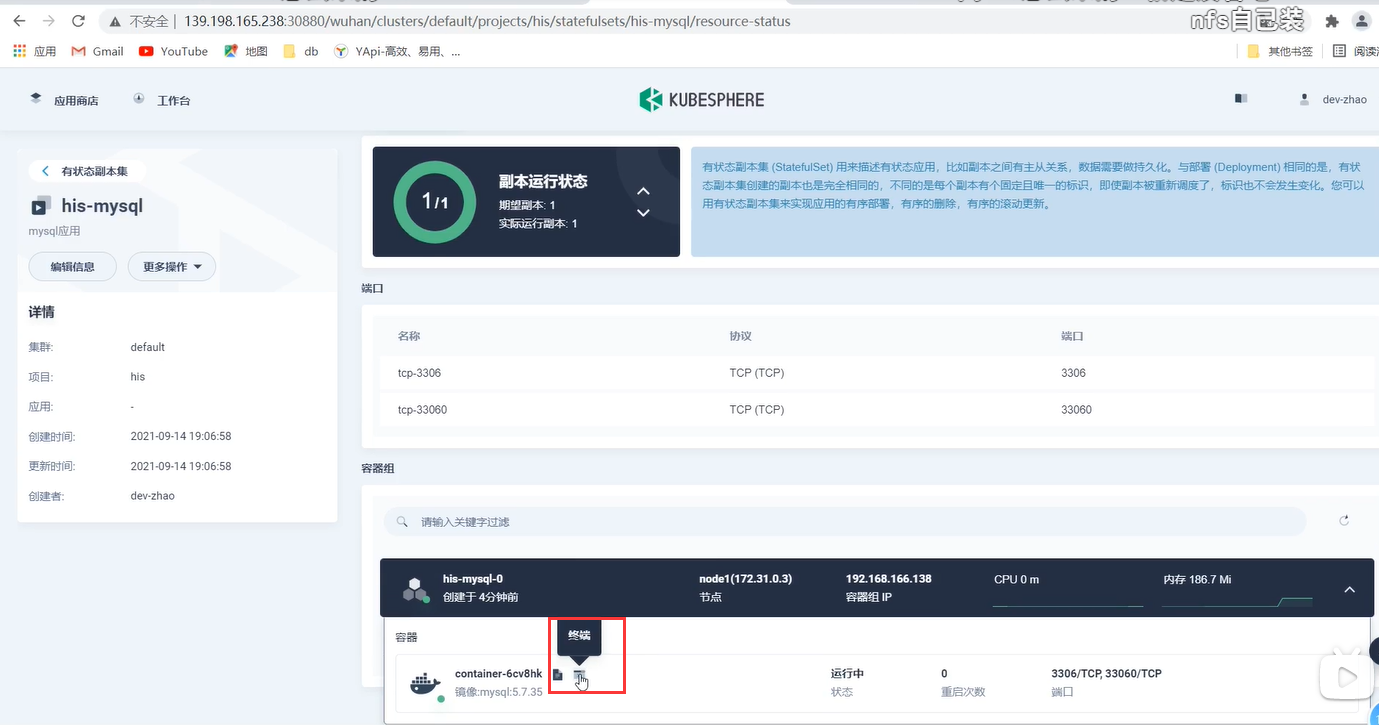 不安全 | 139.198.165.238:30880/wuhan/clusters/default/projects/his/statefulsets/his-mysql/resource-status
nfs自己装
应用 Gmail YouTube 地图 db YApi-高效、易用、... 其他书签
应用商店 工作台 KUBESPHERE dev-zhao
有状态副本集
his-mysql
mysql应用
编辑信息 更多操作
详情
集群: default
项目: his
应用: -
创建时间: 2021-09-14 19:06:58
更新时间: 2021-09-14 19:06:58
创建者: dev-zhao
1/1
副本运行状态
期望副本: 1
实际运行副本: 1
有状态副本集 (StatefulSet) 用来描述有状态应用，比如副本之间有主从关系，数据需要做持久化。与部署 (Deployment) 相同的是，有状
态副本集创建的副本也是完全相同的，不同的是每个副本有个固定且唯一的标识，即使副本被重新调度了，标识也不会发生变化。您可以
用有状态副本集来实现应用的有序部署，有序的删除，有序的滚动更新。
端口
名称 协议 端口
tcp-3306 TCP (TCP) 3306
tcp-33060 TCP (TCP) 33060
容器组
请输入关键字过滤
his-mysql-0 node1(172.31.0.3) 192.168.166.138 CPU 0 m 内存 186.7 Mi
创建于 4分钟前 节点 容器组 IP
容器
终端
container-6cv8hk 运行中 0 3306/TCP, 33060/TCP
镜像:mysql:5.7.35 状态 重启次数 端口